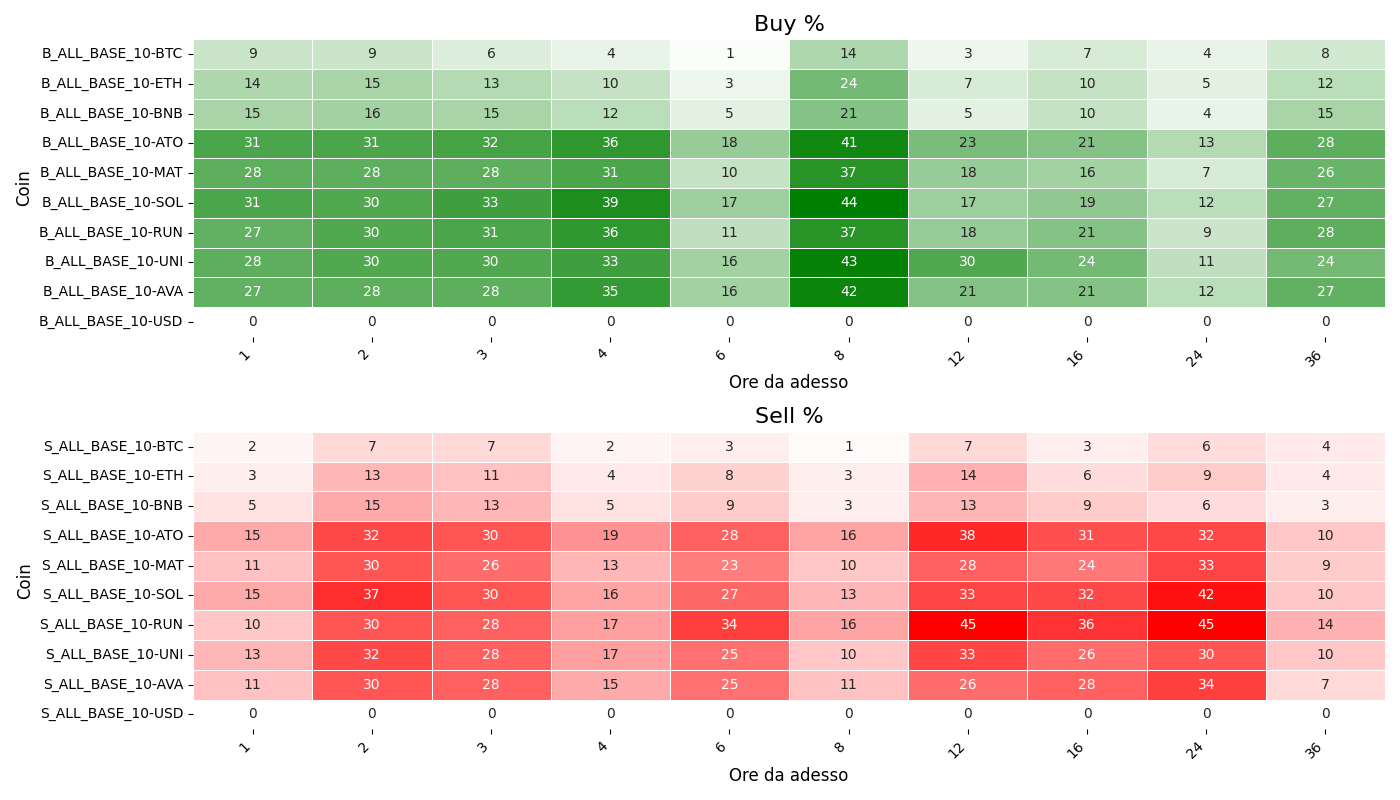 Buy %
B_ALL_BASE_10-BTC 9 9 6 4 1 14 3 7 4 8
B_ALL_BASE_10-ETH 14 15 13 10 3 24 7 10 5 12
B_ALL_BASE_10-BNB 15 16 15 12 5 21 5 10 4 15
B_ALL_BASE_10-ATO 31 31 32 36 18 41 23 21 13 28
B_ALL_BASE_10-MAT 28 28 28 31 10 37 18 16 7 26
B_ALL_BASE_10-SOL 31 30 33 39 17 44 17 19 12 27
B_ALL_BASE_10-RUN 27 30 31 36 11 37 18 21 9 28
B_ALL_BASE_10-UNI 28 30 30 33 16 43 30 24 11 24
B_ALL_BASE_10-AVA 27 28 28 35 16 42 21 21 12 27
B_ALL_BASE_10-USD 0 0 0 0 0 0 0 0 0 0
Coin
1 2 3 4 6 8 12 16 24 36
Ore da adesso
Sell %
S_ALL_BASE_10-BTC 2 7 7 2 3 1 7 3 6 4
S_ALL_BASE_10-ETH 3 13 11 4 8 3 14 6 9 4
S_ALL_BASE_10-BNB 5 15 13 5 9 3 13 9 6 3
S_ALL_BASE_10-ATO 15 32 30 19 28 16 38 31 32 10
S_ALL_BASE_10-MAT 11 30 26 13 23 10 28 24 33 9
S_ALL_BASE_10-SOL 15 37 30 16 27 13 33 32 42 10
S_ALL_BASE_10-RUN 10 30 28 17 34 16 45 36 45 14
S_ALL_BASE_10-UNI 13 32 28 17 25 10 33 26 30 10
S_ALL_BASE_10-AVA 11 30 28 15 25 11 26 28 34 7
S_ALL_BASE_10-USD 0 0 0 0 0 0 0 0 0 0
Coin
1 2 3 4 6 8 12 16 24 36
Ore da adesso